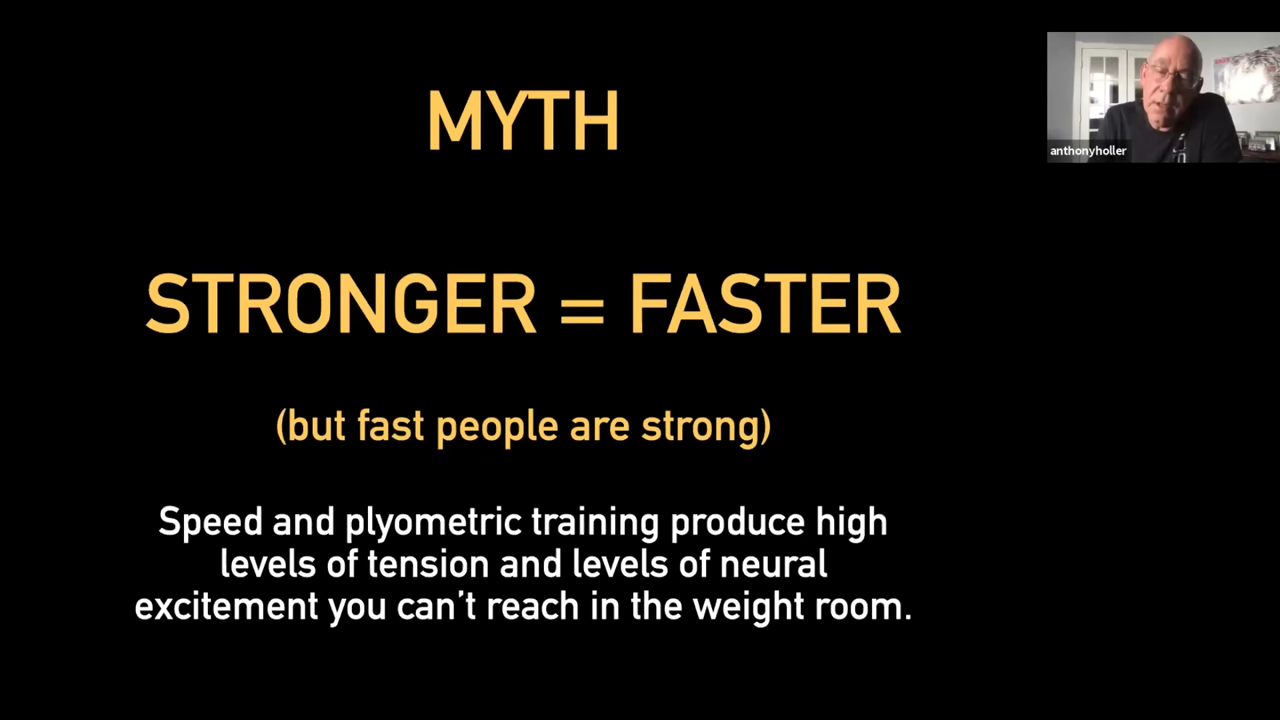 MYTH
anthonyholler
STRONGER = FASTER
(but fast people are strong)
Speed and plyometric training produce high
levels of tension and levels of neural
excitement you can't reach in the weight room.